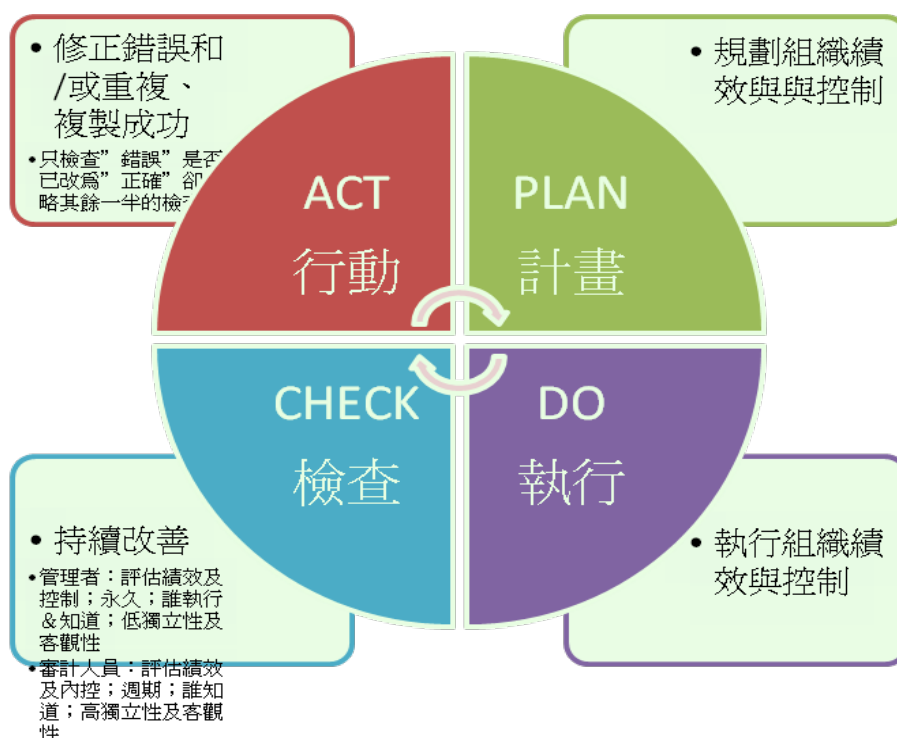 • 修正錯誤和
/或重複、
複製成功
•只檢查”錯誤”是否
已改為”正確”卻
略其餘一半的檢
ACT
行動
PLAN
計畫
• 規劃組織績
效與與控制
CHECK
檢查
DO
執行
• 持續改善
•管理者：評估績效及
控制；永久；誰執行
&知道；低獨立性及
客觀性
•審計人員：評估績效
及內控；週期；誰知
道；高獨立性及客觀
性
• 執行組織績
效與控制